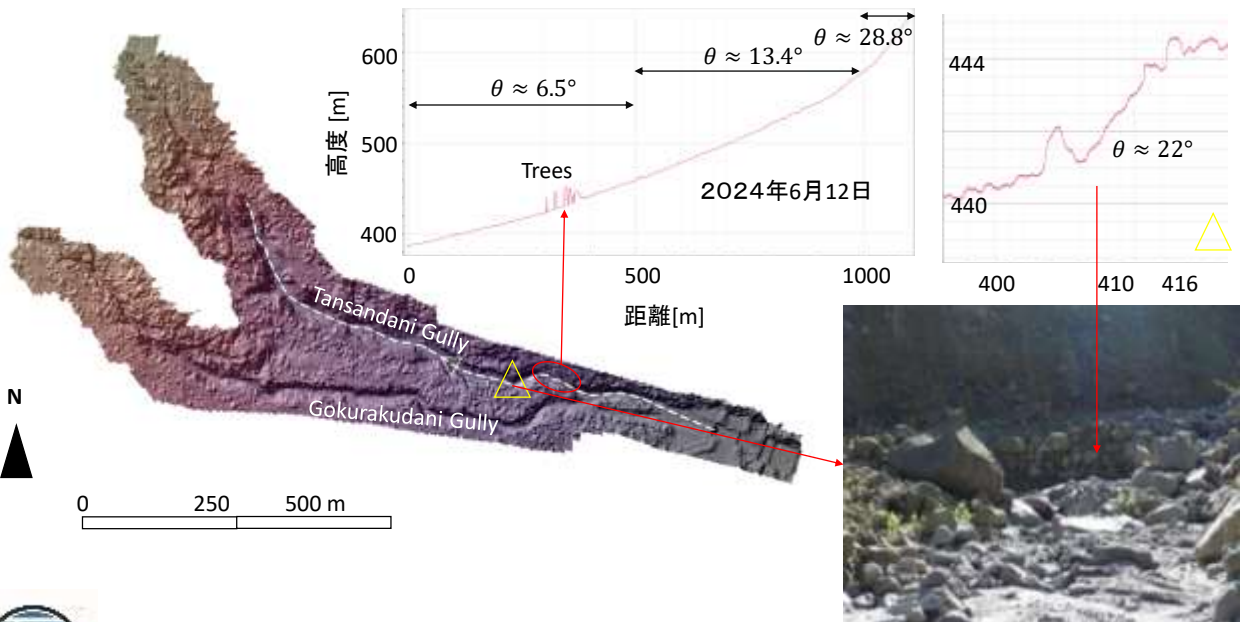 600
500
400
高度 [m]
θ ≈ 6.5°
θ ≈ 13.4°
θ ≈ 28.8°
Trees
2024年6月12日
0
500
1000
距離[m]
444
440
θ ≈ 22°
400
410
416
Tansandani Gully
Gokurakudani Gully
N
0
250
500 m